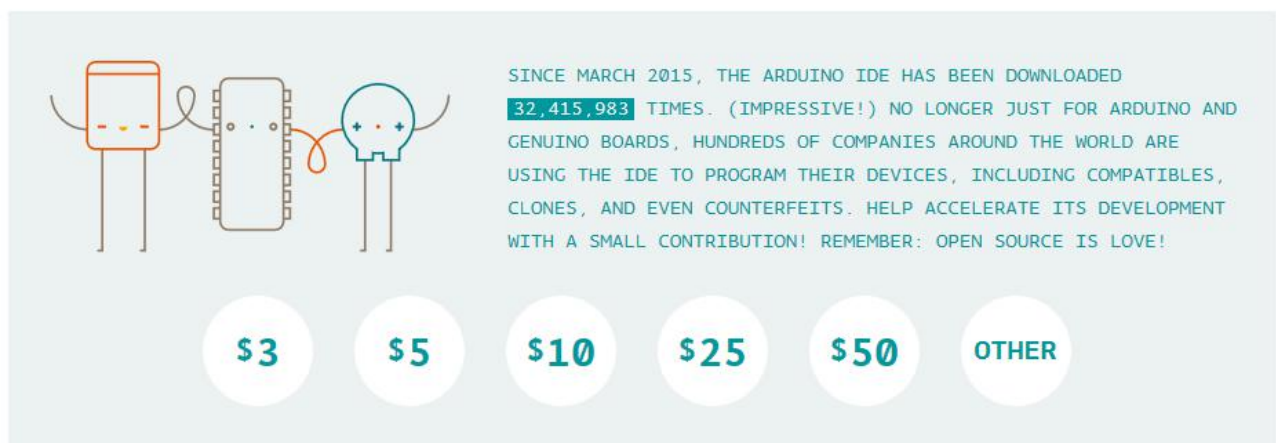 SINCE MARCH 2015, THE ARDUINO IDE HAS BEEN DOWNLOADED
32,415,983 TIMES. (IMPRESSIVE!) NO LONGER JUST FOR ARDUINO AND
GENUINO BOARDS, HUNDREDS OF COMPANIES AROUND THE WORLD ARE
USING THE IDE TO PROGRAM THEIR DEVICES, INCLUDING COMPATIBLES,
CLONES, AND EVEN COUNTERFEITS. HELP ACCELERATE ITS DEVELOPMENT
WITH A SMALL CONTRIBUTION! REMEMBER: OPEN SOURCE IS LOVE!
$3 $5 $10 $25 $50 OTHER